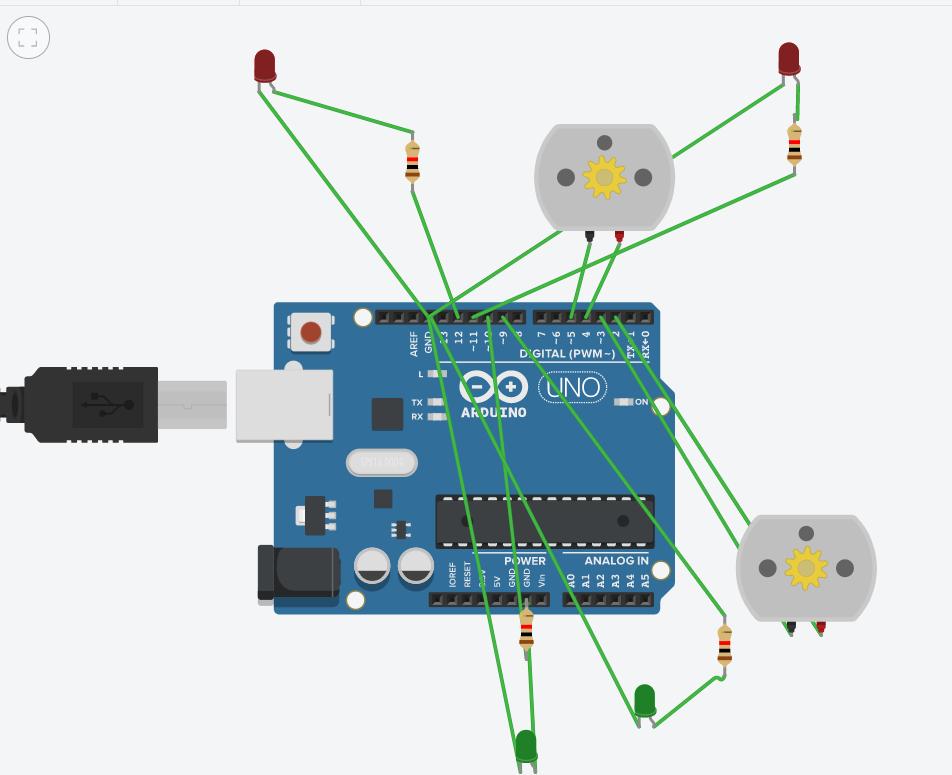 AREF
GND
13
12
~11
~10
~9
8
7
~6
~5
4
~3
2
TX→1
RX←0
DIGITAL (PWM~)
L
TX
RX
ARDUINO
UNO
ON
POWER
ANALOG IN
IOREF
RESET
3.3V
5V
GND
GND
Vin
A0
A1
A2
A3
A4
A5